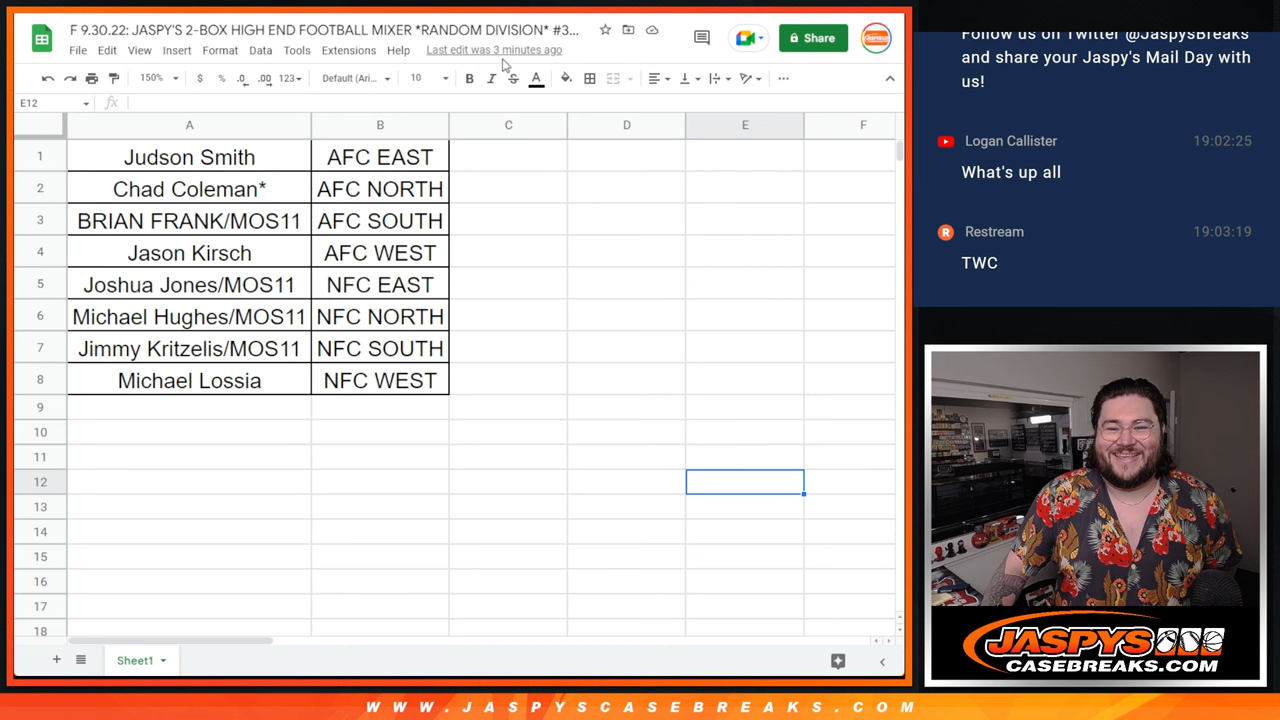 F 9.30.22: JASPY'S 2-BOX HIGH END FOOTBALL MIXER *RANDOM DIVISION* #3...
Share
File Edit View Insert Format Data Tools Extensions Help Last edit was 3 minutes ago
150% $ % .0 .00 123 Default (Ari... 10 B I S A ...
E12 fx
A B C D E F
1 Judson Smith AFC EAST
2 Chad Coleman* AFC NORTH
3 BRIAN FRANK/MOS11 AFC SOUTH
4 Jason Kirsch AFC WEST
5 Joshua Jones/MOS11 NFC EAST
6 Michael Hughes/MOS11 NFC NORTH
7 Jimmy Kritzelis/MOS11 NFC SOUTH
8 Michael Lossia NFC WEST
9
10
11
12
13
14
15
16
17
18
+ Sheet1
Follow us on Twitter @JaspysBreaks
and share your Jaspy's Mail Day with
us!
Logan Callister 19:02:25
What's up all
R Restream 19:03:19
TWC
JASPYS
CASEBREAKS.COM
WWW.JASPYSCASEBREAKS.COM